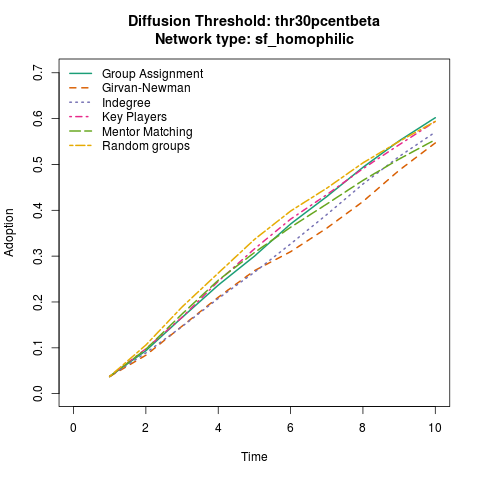 Diffusion Threshold: thr30pcentbeta
Network type: sf_homophilic
Group Assignment
Girvan-Newman
Indegree
Key Players
Mentor Matching
Random groups
Adoption
0.7
0.6
0.5
0.4
0.3
0.2
0.1
0.0
0 2 4 6 8 10
Time